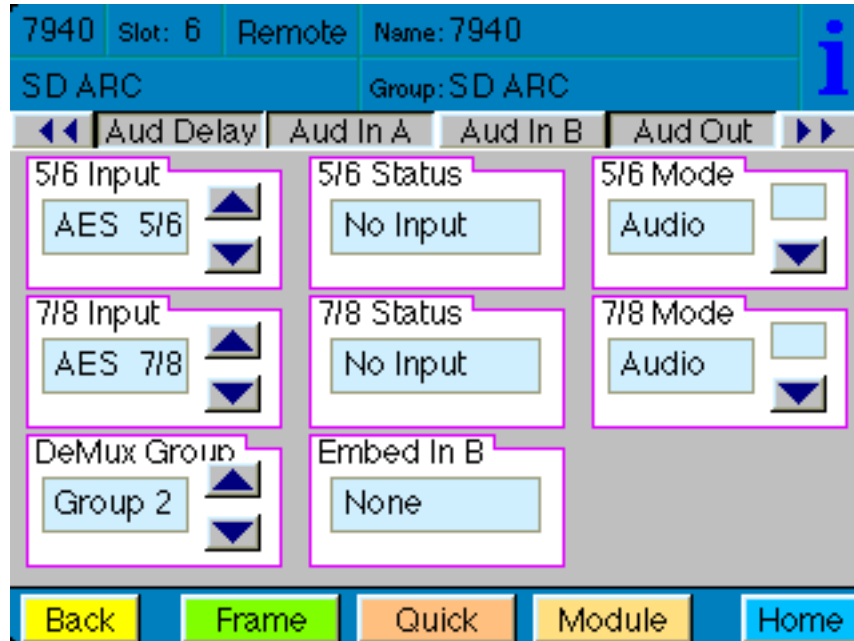 7940 Slot: 6 Remote Name: 7940
SD ARC Group: SD ARC
Aud Delay Aud In A Aud In B Aud Out
5/6 Input 5/6 Status 5/6 Mode
AES 5/6 No Input Audio
7/8 Input 7/8 Status 7/8 Mode
AES 7/8 No Input Audio
DeMux Group Embed In B
Group 2 None
Back Frame Quick Module Home